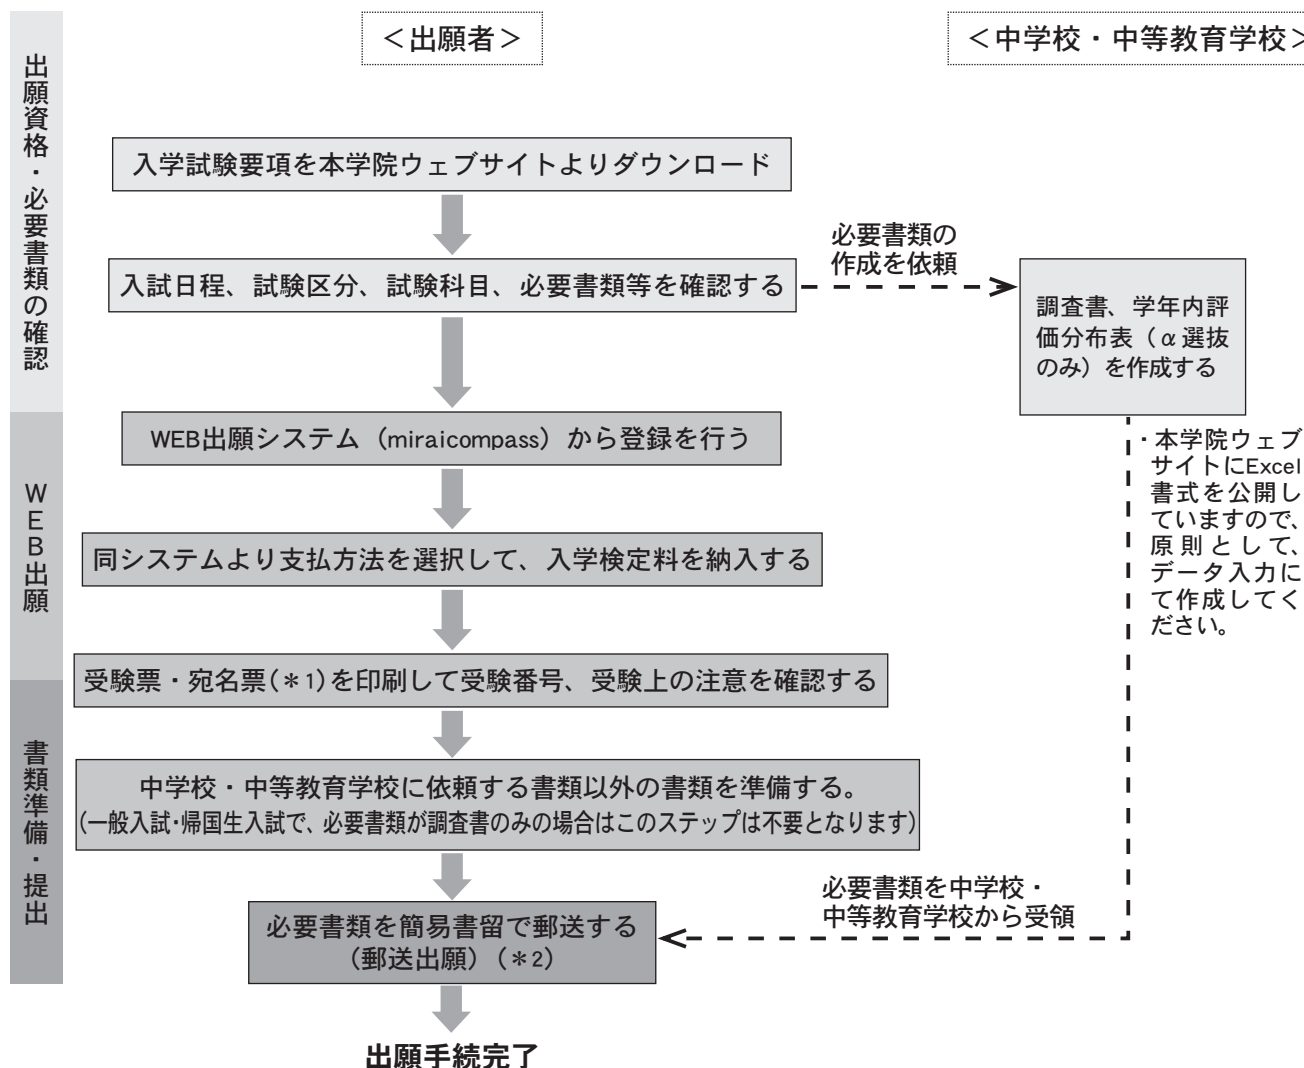 ＜出願者＞
＜中学校・中等教育学校＞
出願資格・必要書類の確認
入学試験要項を本学院ウェブサイトよりダウンロード
必要書類の
作成を依頼
入試日程、試験区分、試験科目、必要書類等を確認する
調査書、学年内評
価分布表（α選抜
のみ）を作成する
WEB出願
WEB出願システム（miraicompass）から登録を行う
・本学院ウェブ
サイトにExcel
書式を公開し
ていますので、
原則として、
データ入力に
て作成してく
ださい。
同システムより支払方法を選択して、入学検定料を納入する
受験票・宛名票(＊1)を印刷して受験番号、受験上の注意を確認する
書類準備・提出
中学校・中等教育学校に依頼する書類以外の書類を準備する。
(一般入試・帰国生入試で、必要書類が調査書のみの場合はこのステップは不要となります)
必要書類を中学校・
中等教育学校から受領
必要書類を簡易書留で郵送する
（郵送出願）（＊2）
出願手続完了